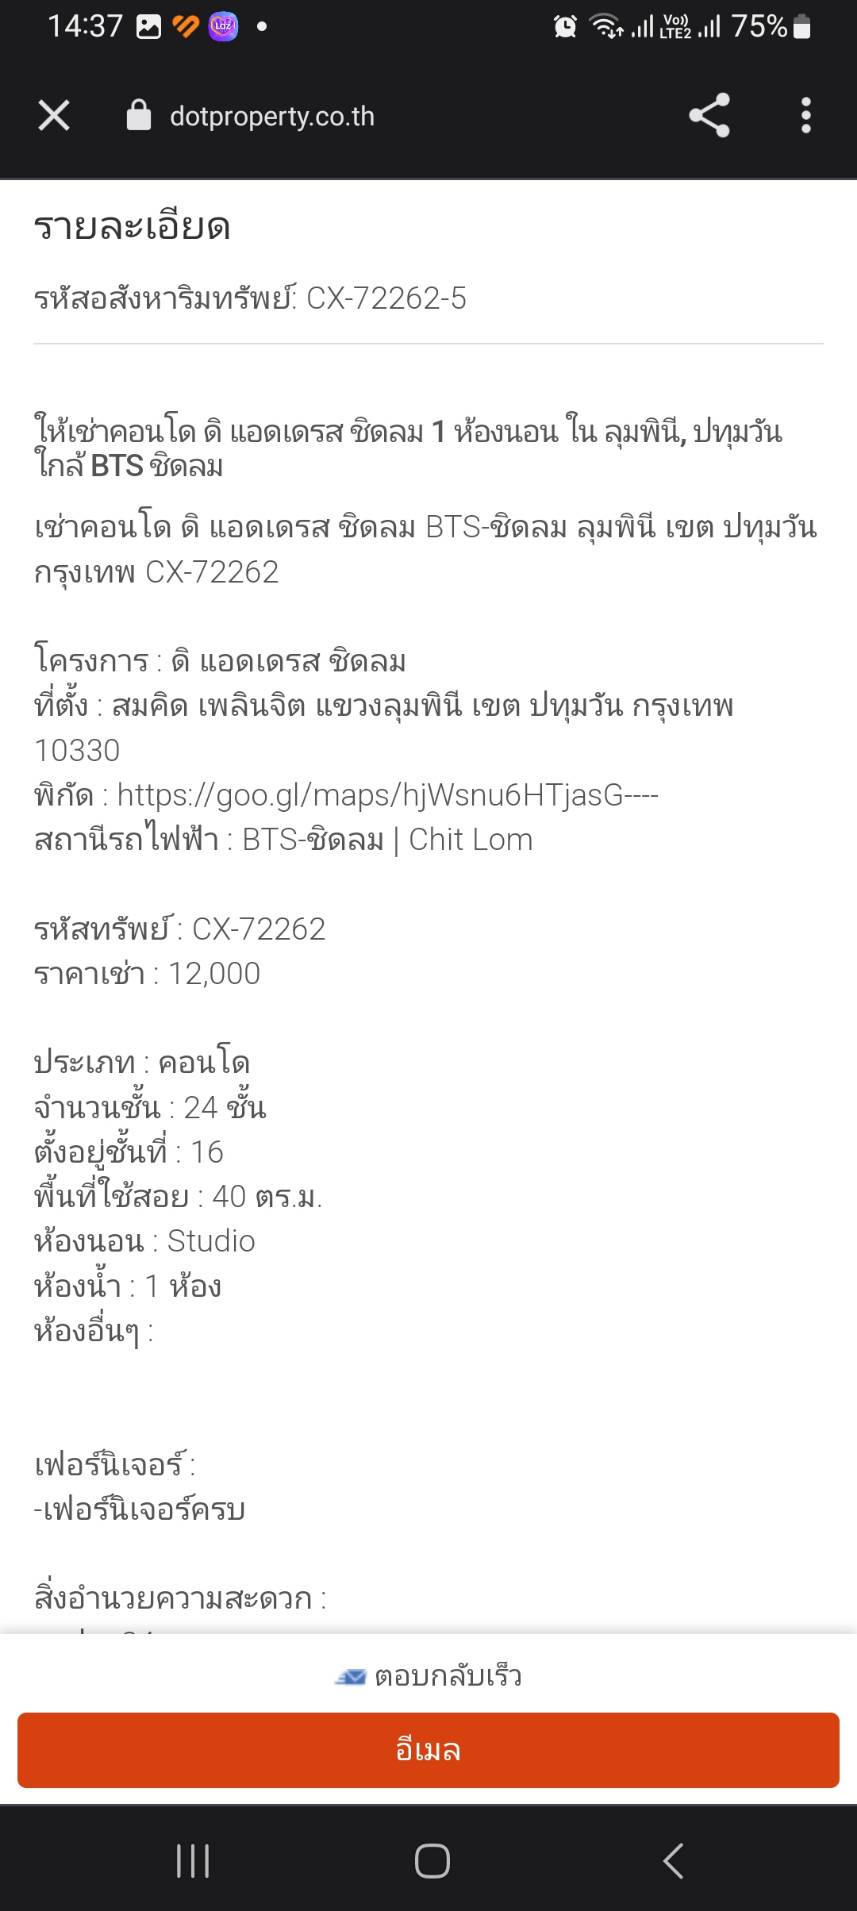 14:37
Laz
Vo))
LTE2
75%
dotproperty.co.th
รายละเอียด
รหัสอสังหาริมทรัพย์: CX-72262-5
ให้เช่าคอนโด ดิ แอดเดรส ชิดลม 1 ห้องนอน ใน ลุมพินี, ปทุมวัน
ใกล้ BTS ชิดลม
เช่าคอนโด ดิ แอดเดรส ชิดลม BTS-ชิดลม ลุมพินี เขต ปทุมวัน
กรุงเทพ CX-72262
โครงการ : ดิ แอดเดรส ชิดลม
ที่ตั้ง : สมคิด เพลินจิต แขวงลุมพินี เขต ปทุมวัน กรุงเทพ
10330
พิกัด : https://goo.gl/maps/hjWsnu6HTjasG----
สถานีรถไฟฟ้า : BTS-ชิดลม | Chit Lom
รหัสทรัพย์ : CX-72262
ราคาเช่า : 12,000
ประเภท : คอนโด
จำนวนชั้น : 24 ชั้น
ตั้งอยู่ชั้นที่ : 16
พื้นที่ใช้สอย : 40 ตร.ม.
ห้องนอน : Studio
ห้องน้ำ : 1 ห้อง
ห้องอื่นๆ :
เฟอร์นิเจอร์ :
-เฟอร์นิเจอร์ครบ
สิ่งอำนวยความสะดวก :
ตอบกลับเร็ว
อีเมล